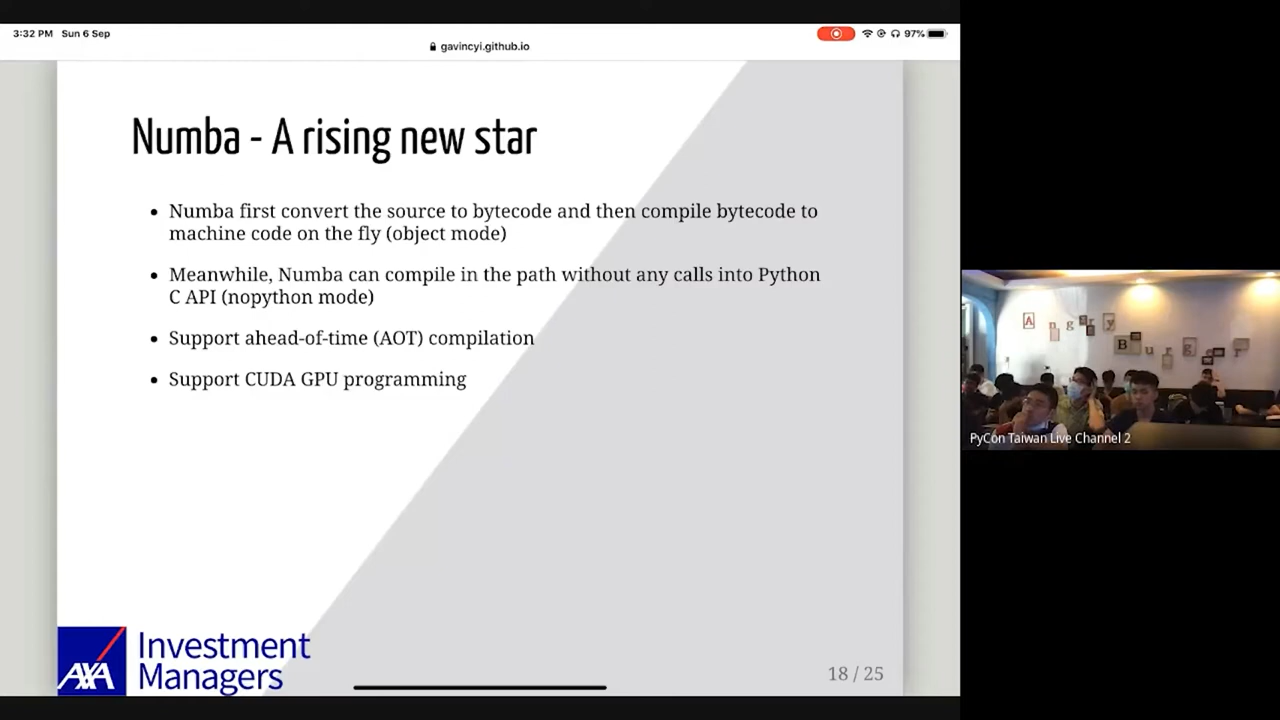 3:32 PM Sun 6 Sep
97%
gavincyi.github.io
Numba - A rising new star
• Numba first convert the source to bytecode and then compile bytecode to
machine code on the fly (object mode)
• Meanwhile, Numba can compile in the path without any calls into Python
C API (nopython mode)
• Support ahead-of-time (AOT) compilation
• Support CUDA GPU programming
AXA
Investment
Managers
18 / 25
Angry
Burger
PyCon Taiwan Live Channel 2